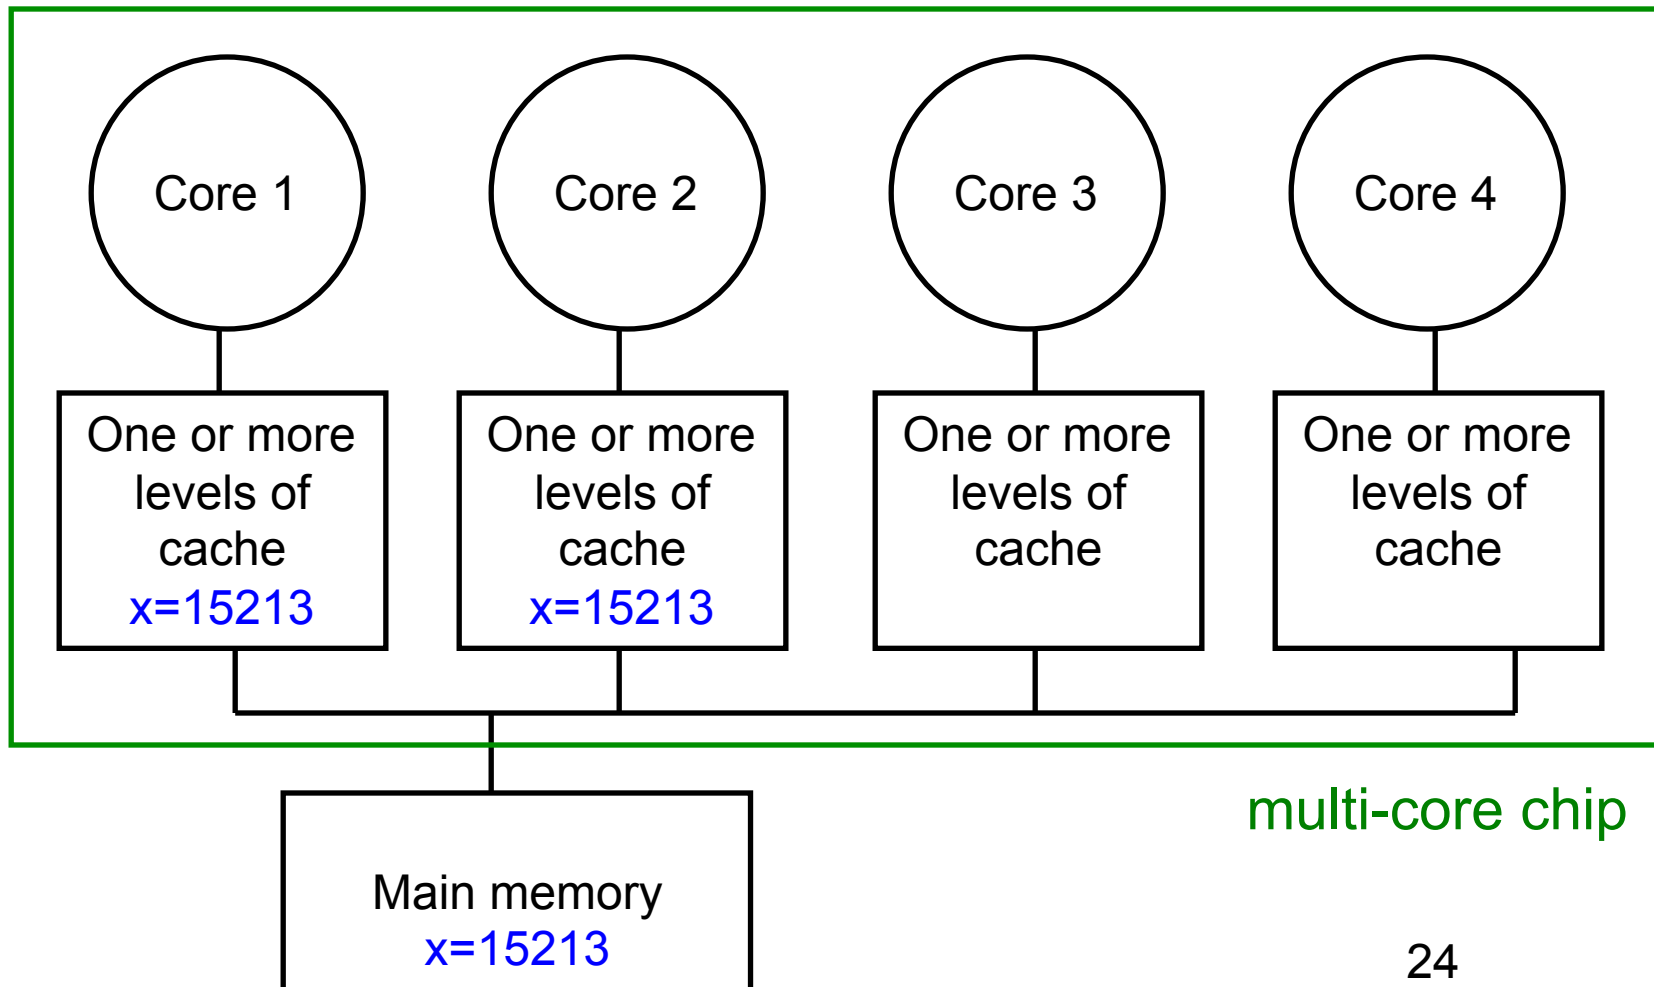 Core 1
Core 2
Core 3
Core 4
One or more
levels of
cache
x=15213
One or more
levels of
cache
x=15213
One or more
levels of
cache
One or more
levels of
cache
multi-core chip
Main memory
x=15213
24